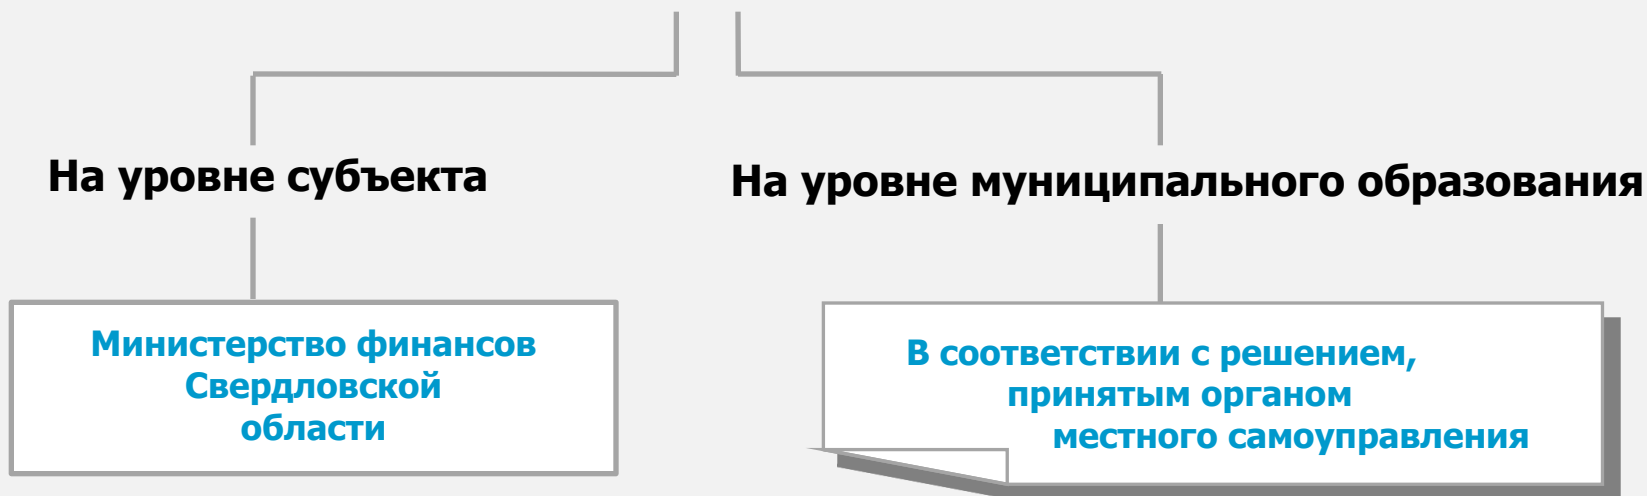 На уровне субъекта
На уровне муниципального образования
Министерство финансов
Свердловской
области
В соответствии с решением,
принятым органом
местного самоуправления